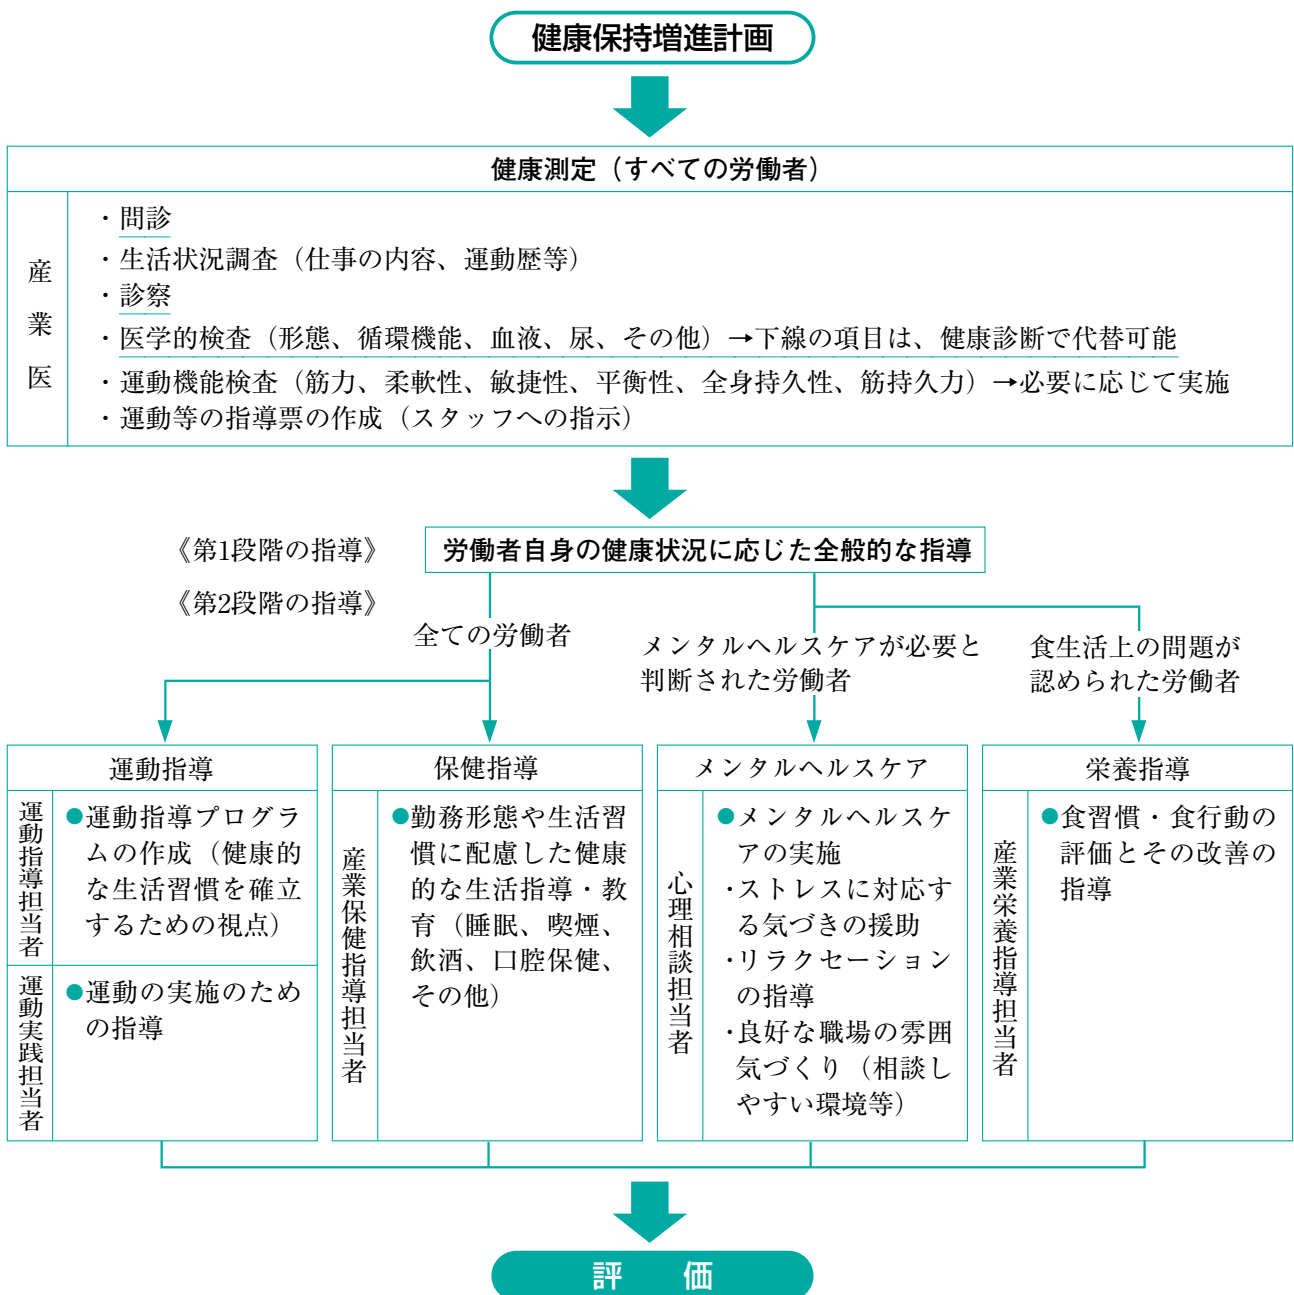 健康保持増進計画
健康測定（すべての労働者）
産業医
・問診
・生活状況調査（仕事の内容、運動歴等）
・診察
・医学的検査（形態、循環機能、血液、尿、その他）→下線の項目は、健康診断で代替可能
・運動機能検査（筋力、柔軟性、敏捷性、平衡性、全身持久性、筋持久力）→必要に応じて実施
・運動等の指導票の作成（スタッフへの指示）
《第1段階の指導》
労働者自身の健康状況に応じた全般的な指導
《第2段階の指導》
全ての労働者
メンタルヘルスケアが必要と
判断された労働者
食生活上の問題が
認められた労働者
運動指導
運動指導担当者
●運動指導プログラ
ムの作成（健康的
な生活習慣を確立
するための視点）
運動実践担当者
●運動の実施のため
の指導
保健指導
産業保健指導担当者
●勤務形態や生活習
慣に配慮した健康
的な生活指導・教
育（睡眠、喫煙、
飲酒、口腔保健、
その他）
メンタルヘルスケア
心理相談担当者
●メンタルヘルスケ
アの実施
・ストレスに対応す
る気づきの援助
・リラクセーション
の指導
・良好な職場の雰囲
気づくり（相談し
やすい環境等）
栄養指導
産業栄養指導担当者
●食習慣・食行動の
評価とその改善の
指導
評　価